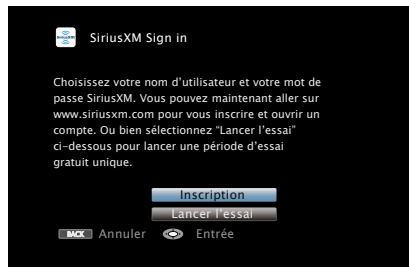 SiriusXM Sign in
Choisissez votre nom d'utilisateur et votre mot de
passe SiriusXM. Vous pouvez maintenant aller sur
www.siriusxm.com pour vous inscrire et ouvrir un
compte. Ou bien sélectionnez "Lancer l'essai"
ci-dessous pour lancer une période d'essai
gratuit unique.
Inscription
Lancer l'essai
BACK Annuler Entrée